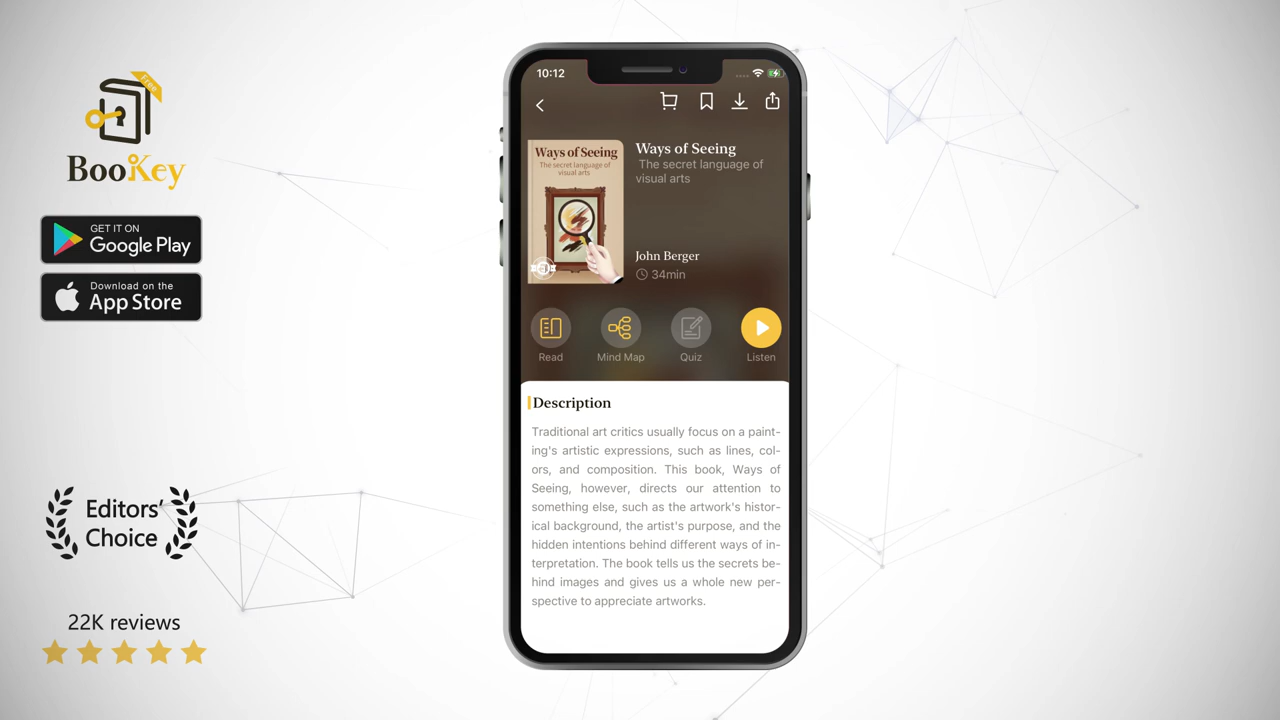 Free
BooKey
GET IT ON
Google Play
Download on the
App Store
Editors'
Choice
22K reviews
10:12
Ways of Seeing
The secret language of
visual arts
Ways of Seeing
The secret language of
visual arts
John Berger
34min
Read
Mind Map
Quiz
Listen
Description
Traditional art critics usually focus on a paint-
ing's artistic expressions, such as lines, col-
ors, and composition. This book, Ways of
Seeing, however, directs our attention to
something else, such as the artwork's histor-
ical background, the artist's purpose, and the
hidden intentions behind different ways of in-
terpretation. The book tells us the secrets be-
hind images and gives us a whole new per-
spective to appreciate artworks.